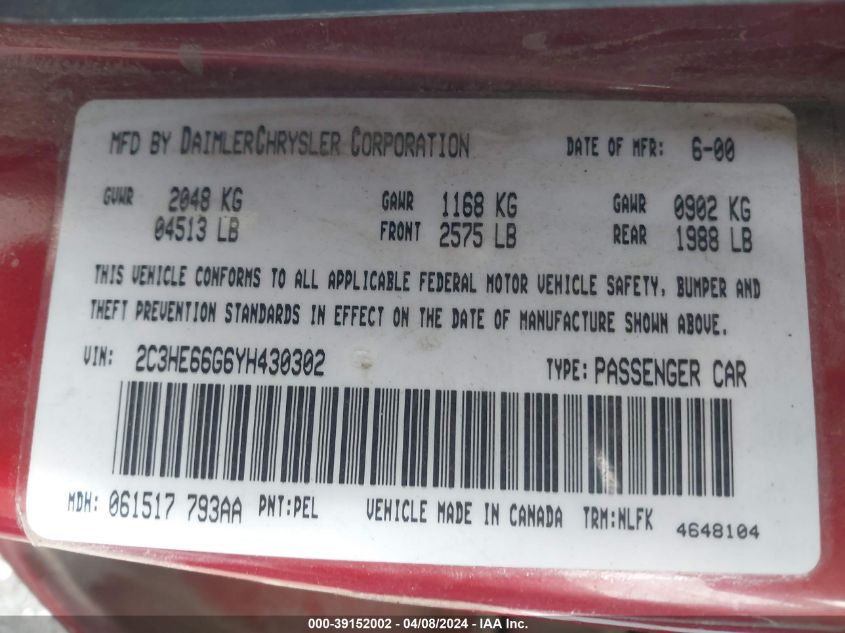 MFD BY DAIMLERCHRYSLER CORPORATION DATE OF MFR: 6-00
GVWR 2048 KG GAWR 1168 KG GAWR 0902 KG
04513 LB FRONT 2575 LB REAR 1988 LB
THIS VEHICLE CONFORMS TO ALL APPLICABLE FEDERAL MOTOR VEHICLE SAFETY, BUMPER AND
THEFT PREVENTION STANDARDS IN EFFECT ON THE DATE OF MANUFACTURE SHOWN ABOVE.
VIN: 2C3HE66G6YH430302 TYPE: PASSENGER CAR
MDH: 061517 793AA PNT:PEL VEHICLE MADE IN CANADA TRM:NLFK 4648104
000-39152002 - 04/08/2024 - IAA Inc.